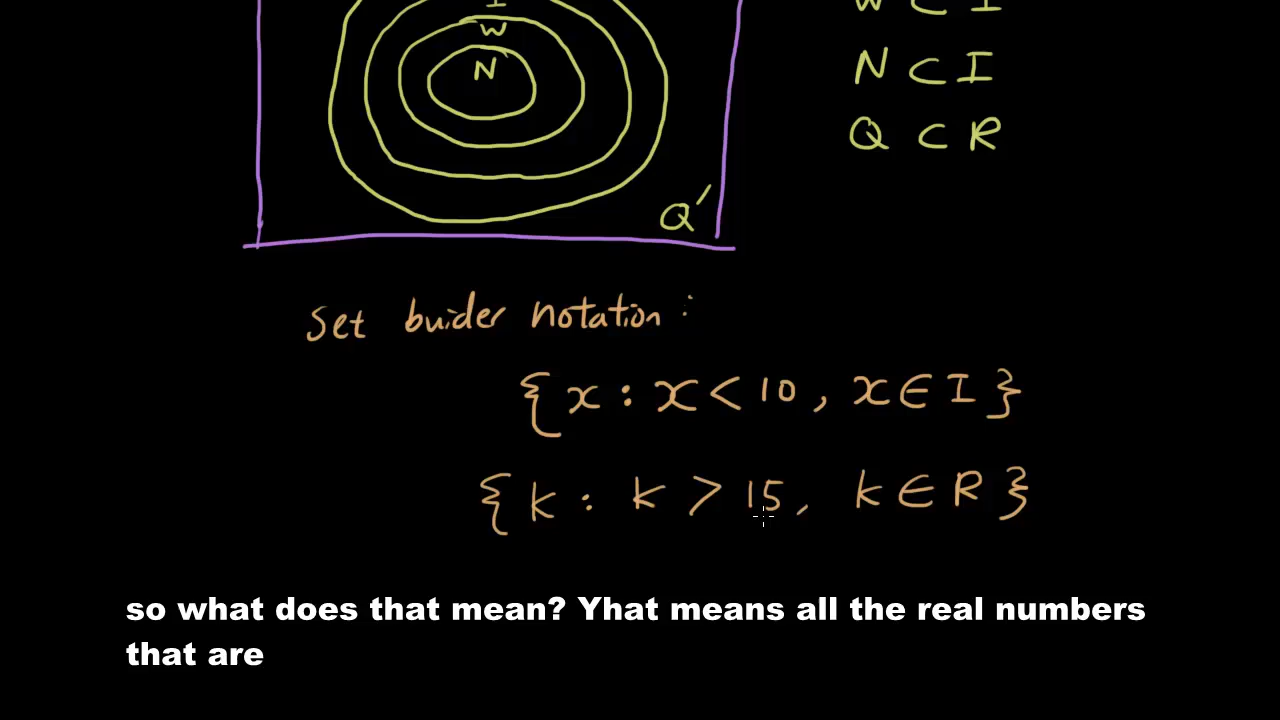 I
W ⊂ I
W
N
N ⊂ I
Q ⊂ R
Q′
Set buider notation :
{ x : x < 10 , x ∈ I }
{ k : k > 15 , k ∈ R }
so what does that mean? Yhat means all the real numbers
that are